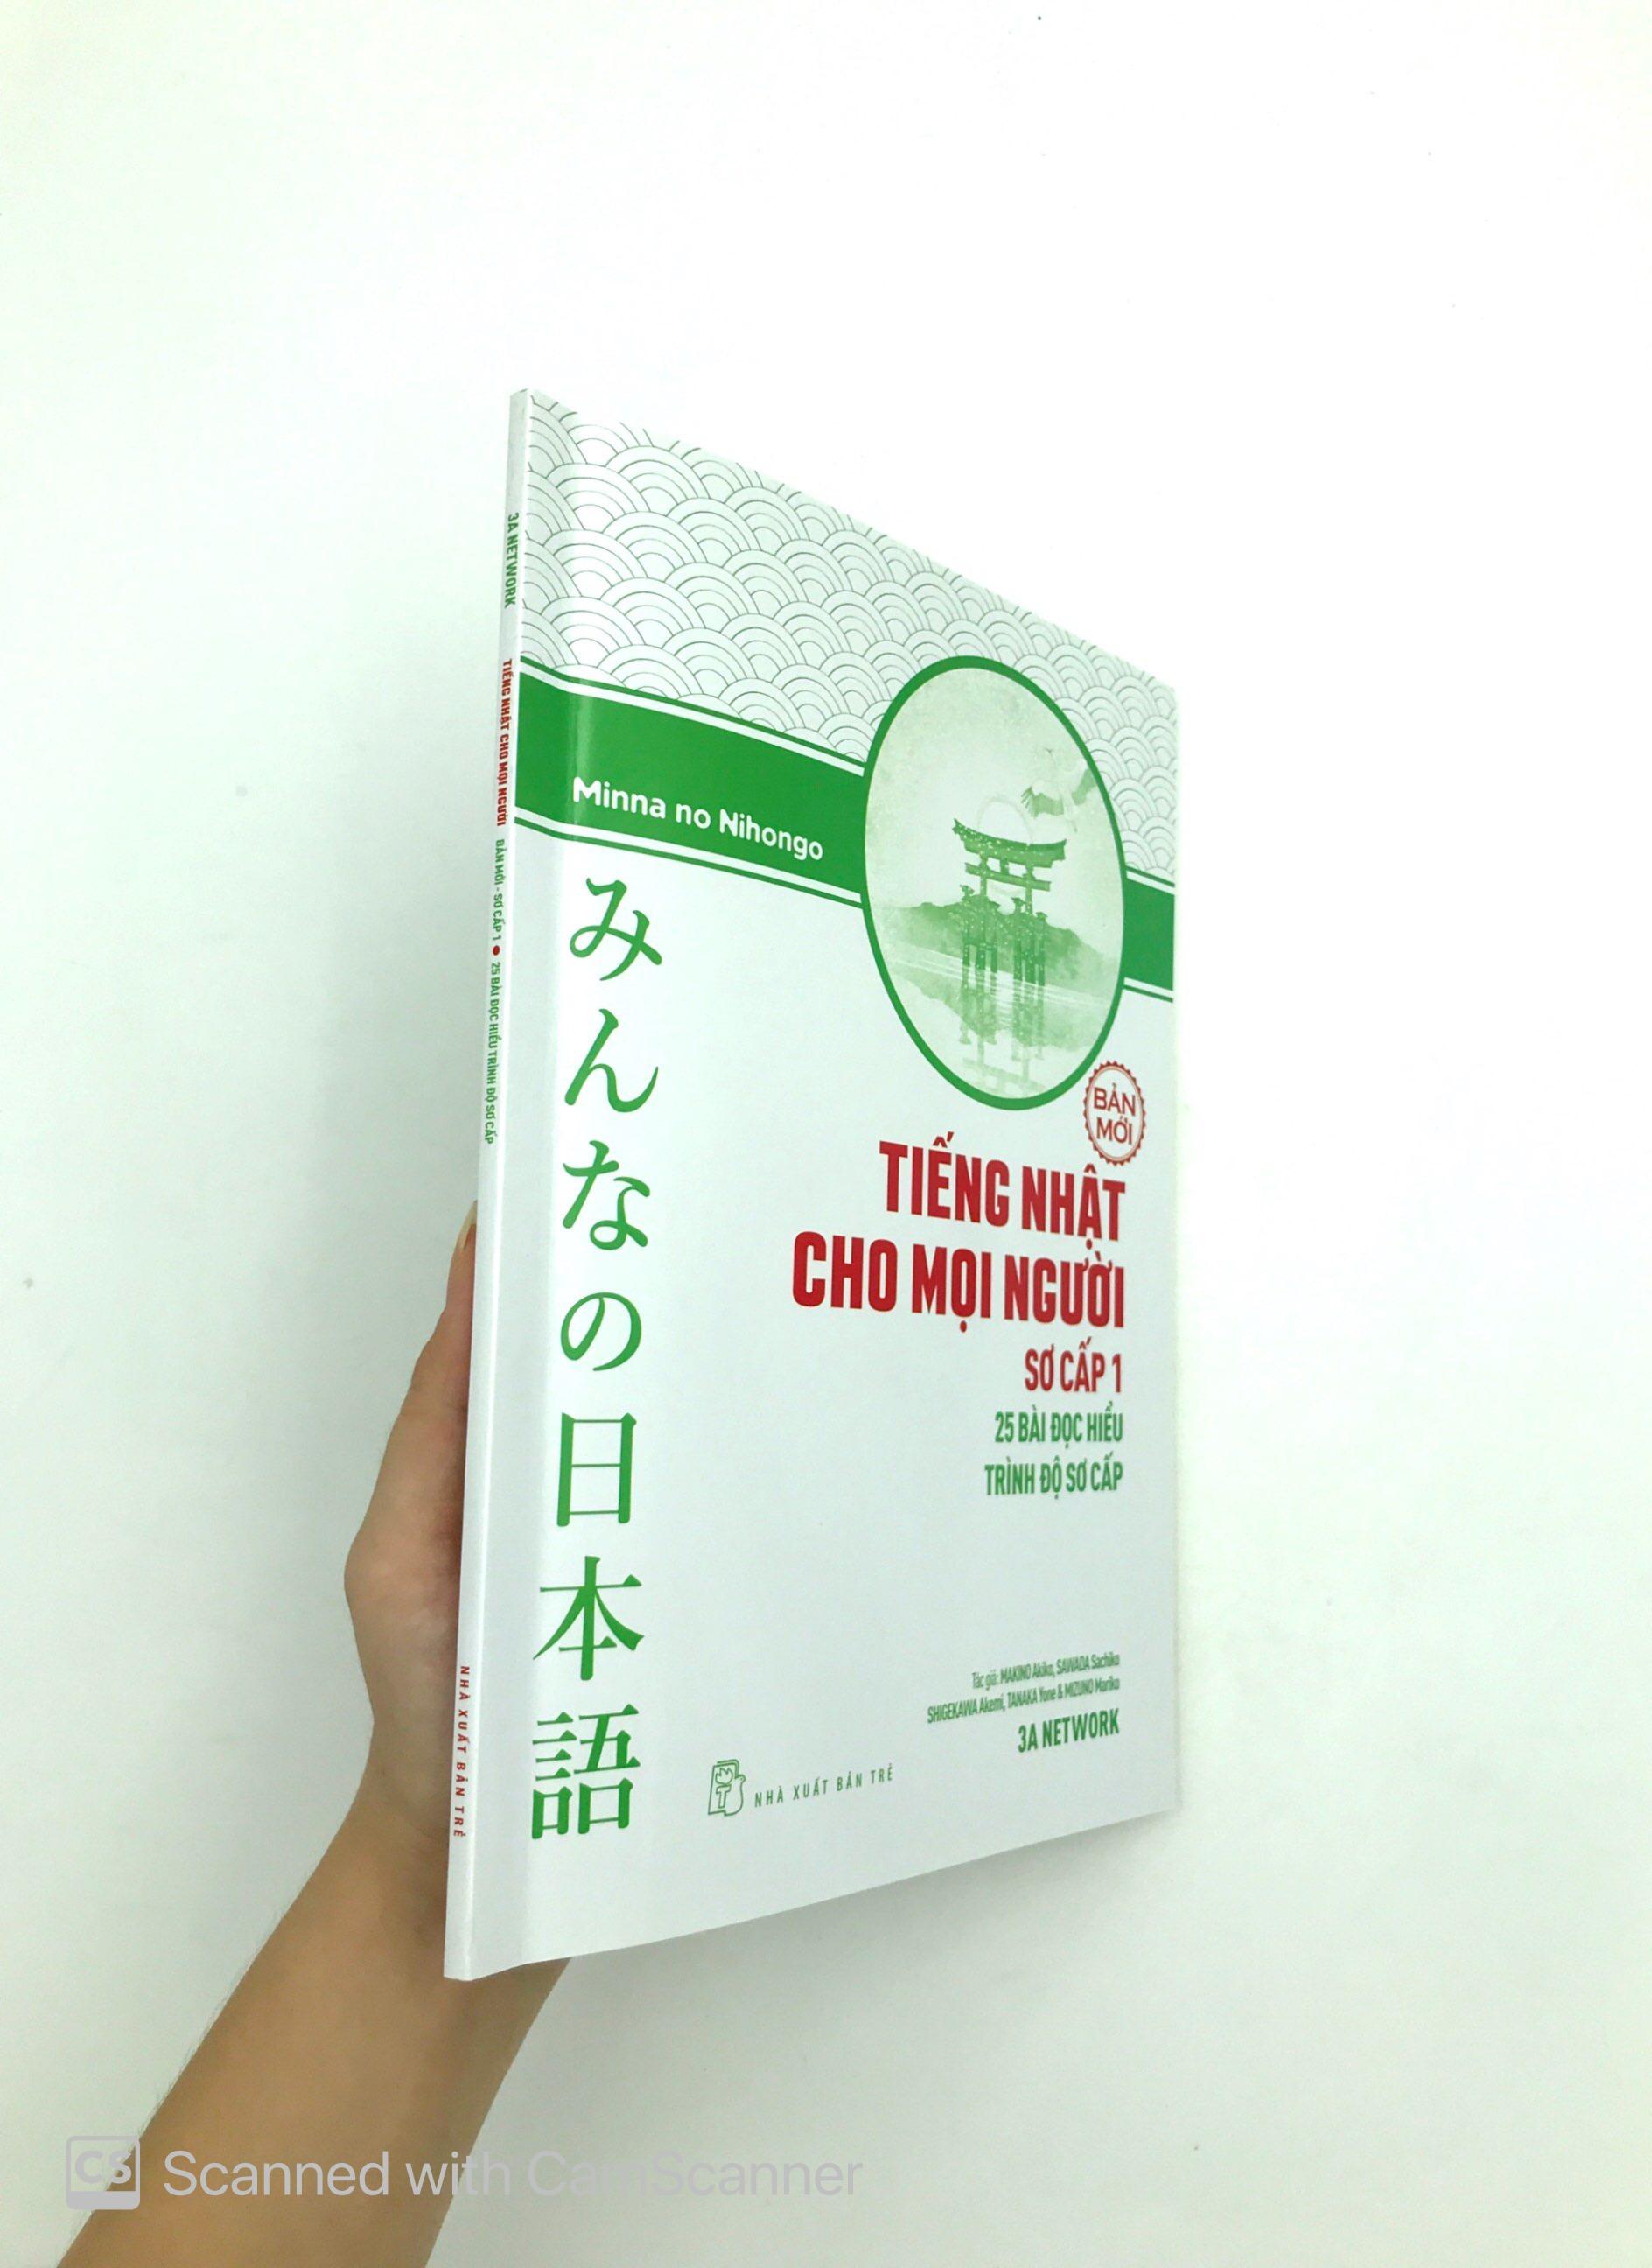 3A NETWORK
TIẾNG NHẬT CHO MỌI NGƯỜI
BẢN MỚI - SƠ CẤP 1 ● 25 BÀI ĐỌC HIỂU TRÌNH ĐỘ SƠ CẤP
NHÀ XUẤT BẢN TRẺ
Minna no Nihongo
みんなの日本語
BẢN
MỚI
TIẾNG NHẬT
CHO MỌI NGƯỜI
SƠ CẤP 1
25 BÀI ĐỌC HIỂU
TRÌNH ĐỘ SƠ CẤP
Tác giả: MAKINO Akiko, SAWADA Sachiko
SHIGEKAWA Akemi, TANAKA Yone & MIZUNO Mariko
3A NETWORK
NHÀ XUẤT BẢN TRẺ
CS Scanned with CamScanner